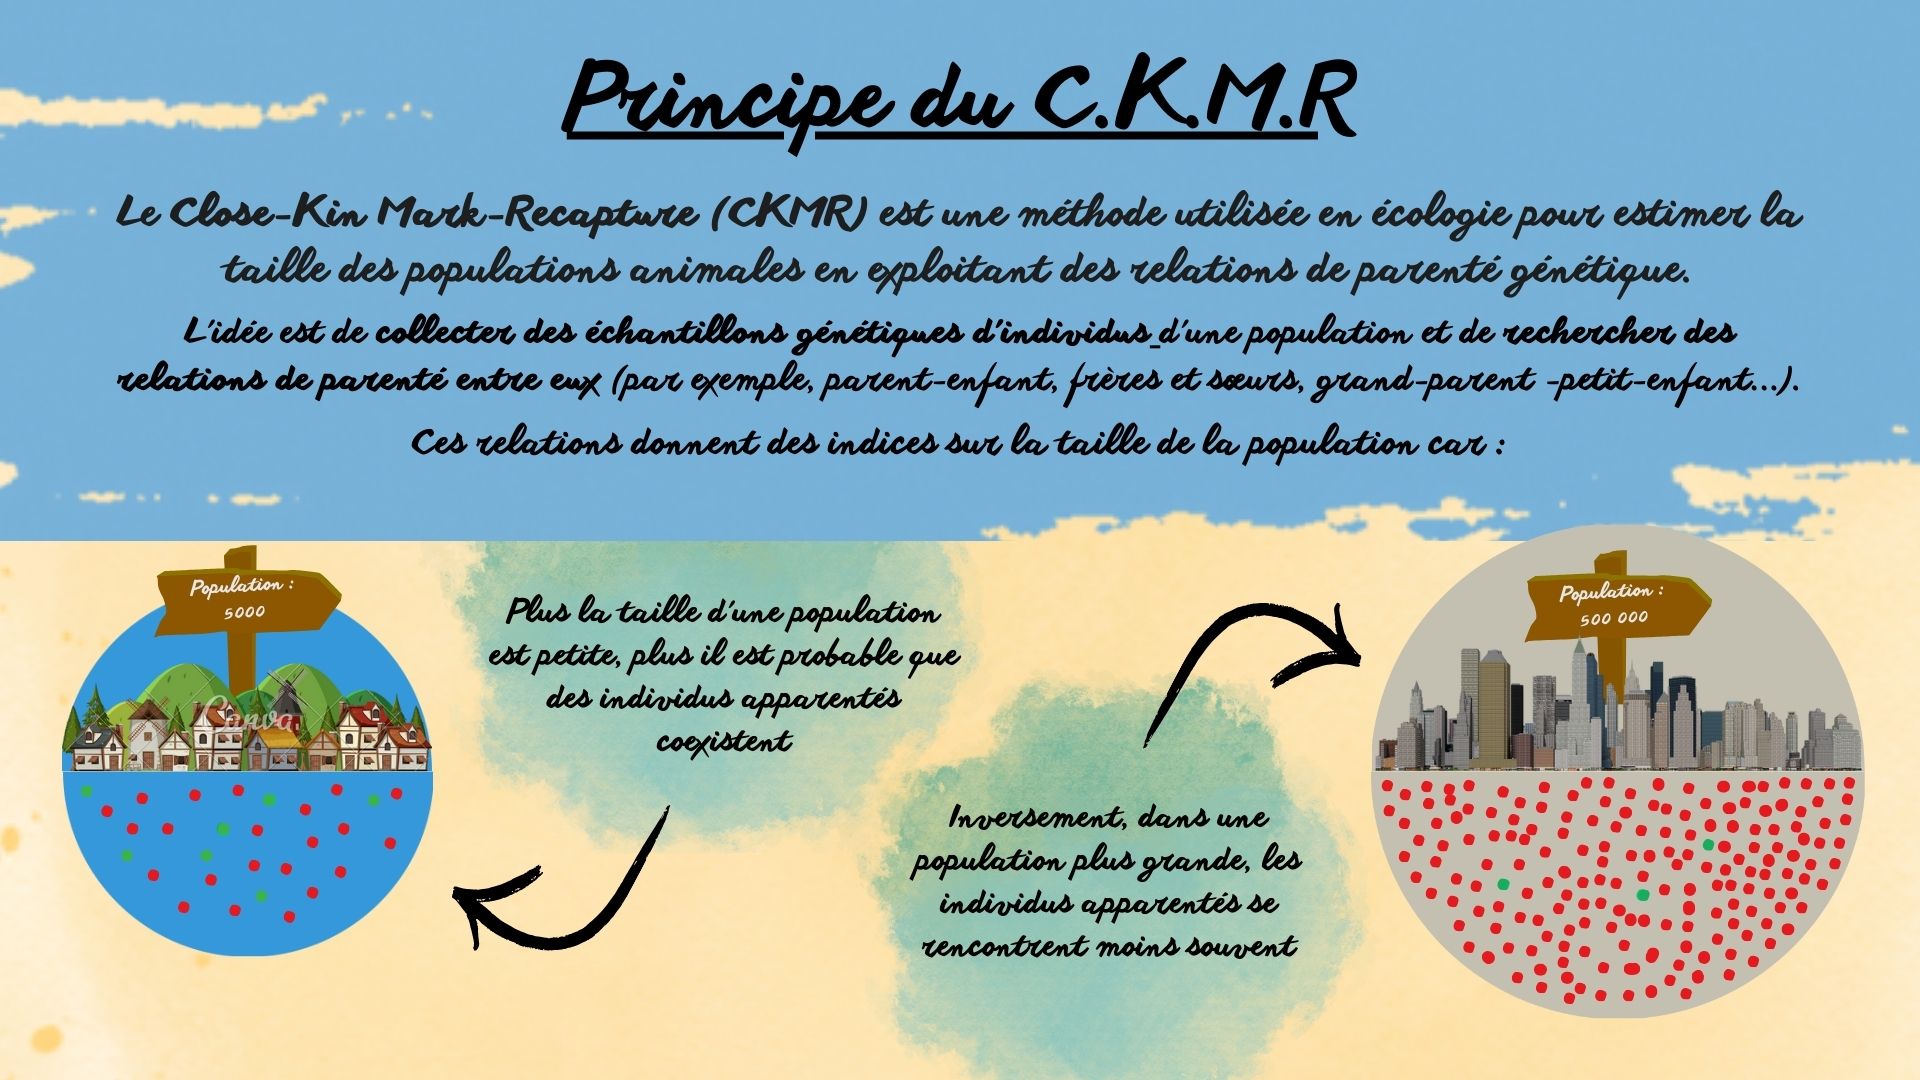 Principe du C.K.M.R
Le Close-Kin Mark-Recapture (CKMR) est une méthode utilisée en écologie pour estimer la
taille des populations animales en exploitant des relations de parenté génétique.
L'idée est de collecter des échantillons génétiques d'individus d'une population et de rechercher des
relations de parenté entre eux (par exemple, parent-enfant, frères et sœurs, grand-parent -petit-enfant...).
Ces relations donnent des indices sur la taille de la population car :
Population :
5000
Canva
Plus la taille d'une population
est petite, plus il est probable que
des individus apparentés
coexistent
Inversement, dans une
population plus grande, les
individus apparentés se
rencontrent moins souvent
Population :
500 000